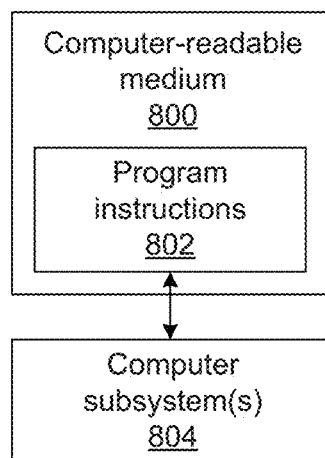 Computer-readable
medium
800
Program
instructions
802
Computer
subsystem(s)
804